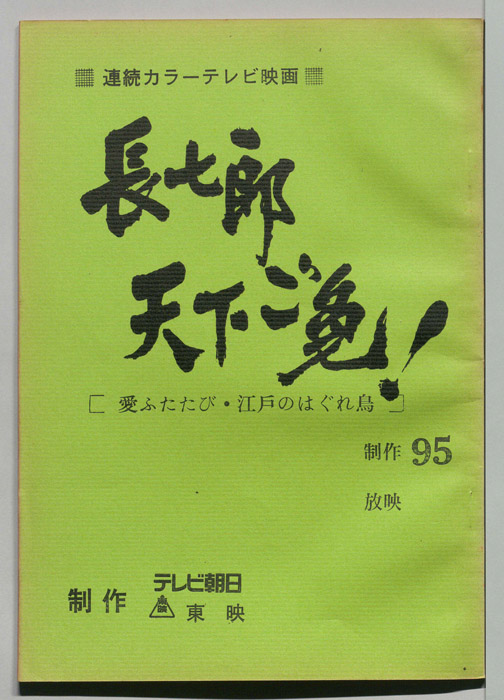 連続カラーテレビ映画
長七郎
天下ご免!
[ 愛ふたたび・江戸のはぐれ鳥 ]
制作 95
放映
制作 テレビ朝日
東映 東映